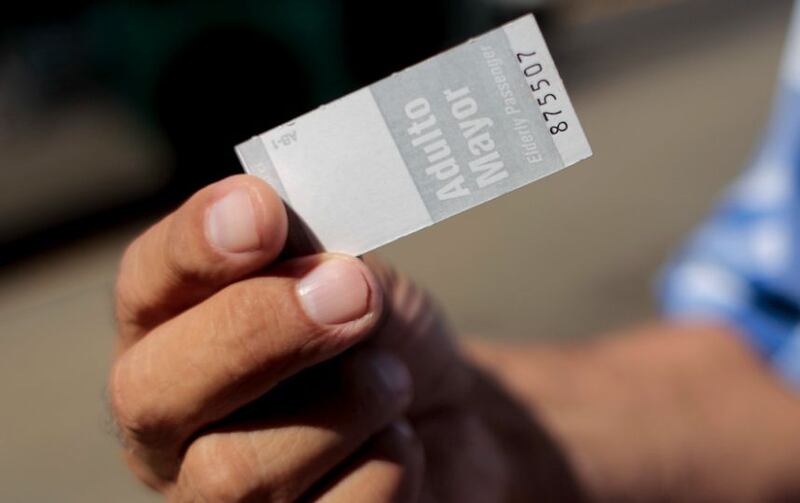 Adulto
Mayor
Elderly Passenger
875507
AB-1